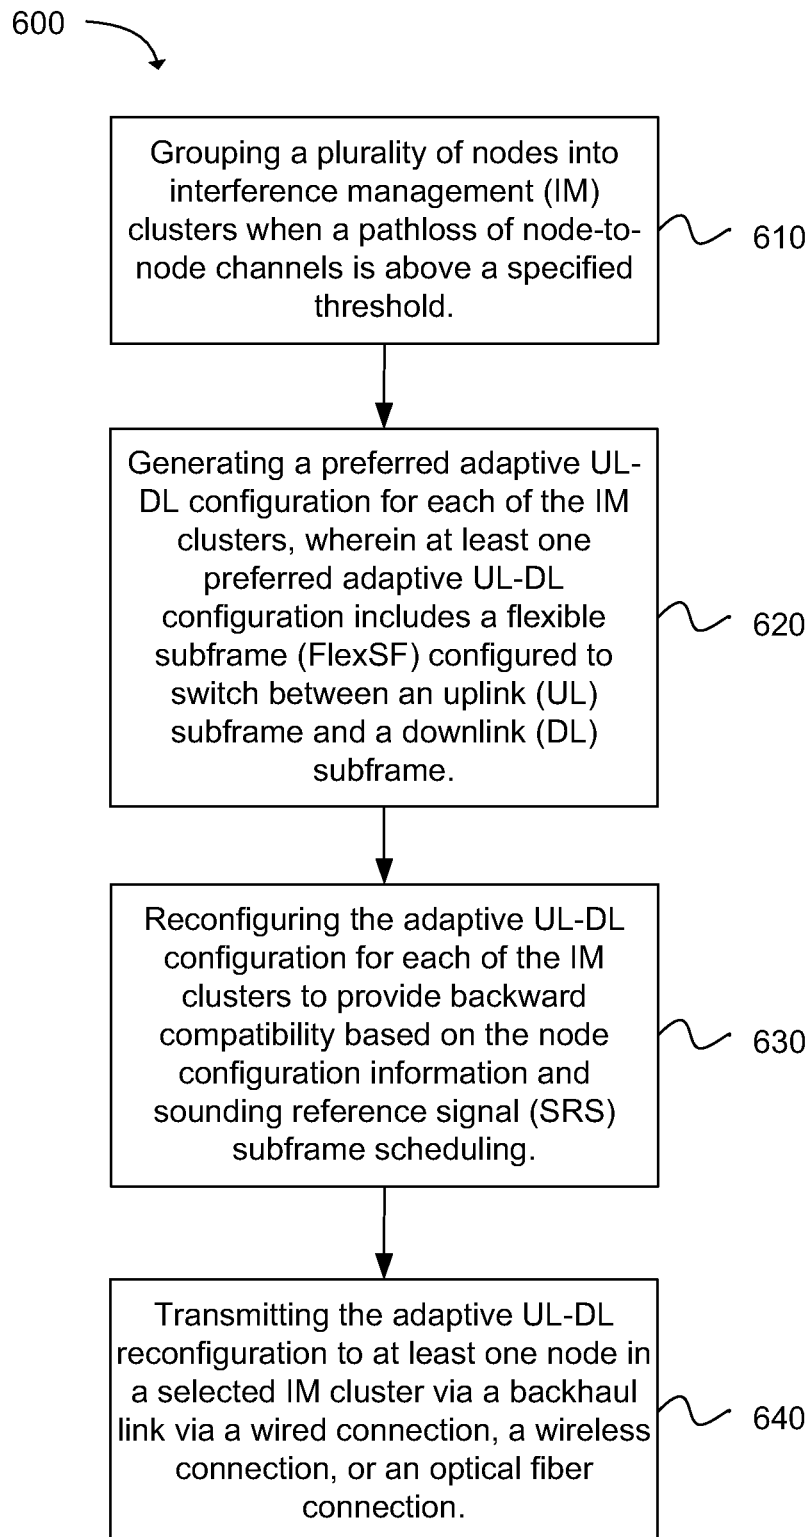 600
Grouping a plurality of nodes into
interference management (IM)
clusters when a pathloss of node-to-
node channels is above a specified
threshold.
610
Generating a preferred adaptive UL-
DL configuration for each of the IM
clusters, wherein at least one
preferred adaptive UL-DL
configuration includes a flexible
subframe (FlexSF) configured to
switch between an uplink (UL)
subframe and a downlink (DL)
subframe.
620
Reconfiguring the adaptive UL-DL
configuration for each of the IM
clusters to provide backward
compatibility based on the node
configuration information and
sounding reference signal (SRS)
subframe scheduling.
630
Transmitting the adaptive UL-DL
reconfiguration to at least one node in
a selected IM cluster via a backhaul
link via a wired connection, a wireless
connection, or an optical fiber
connection.
640